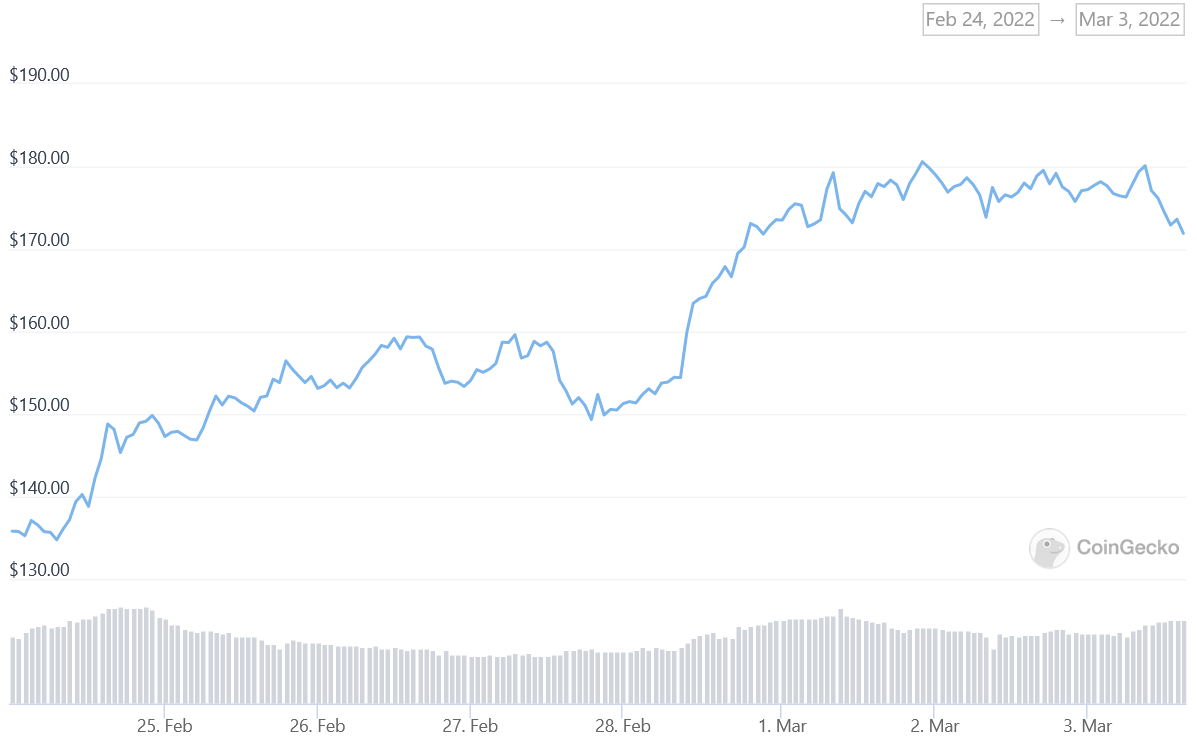 Feb 24, 2022 → Mar 3, 2022
$190.00
$180.00
$170.00
$160.00
$150.00
$140.00
CoinGecko
$130.00
25. Feb 26. Feb 27. Feb 28. Feb 1. Mar 2. Mar 3. Mar